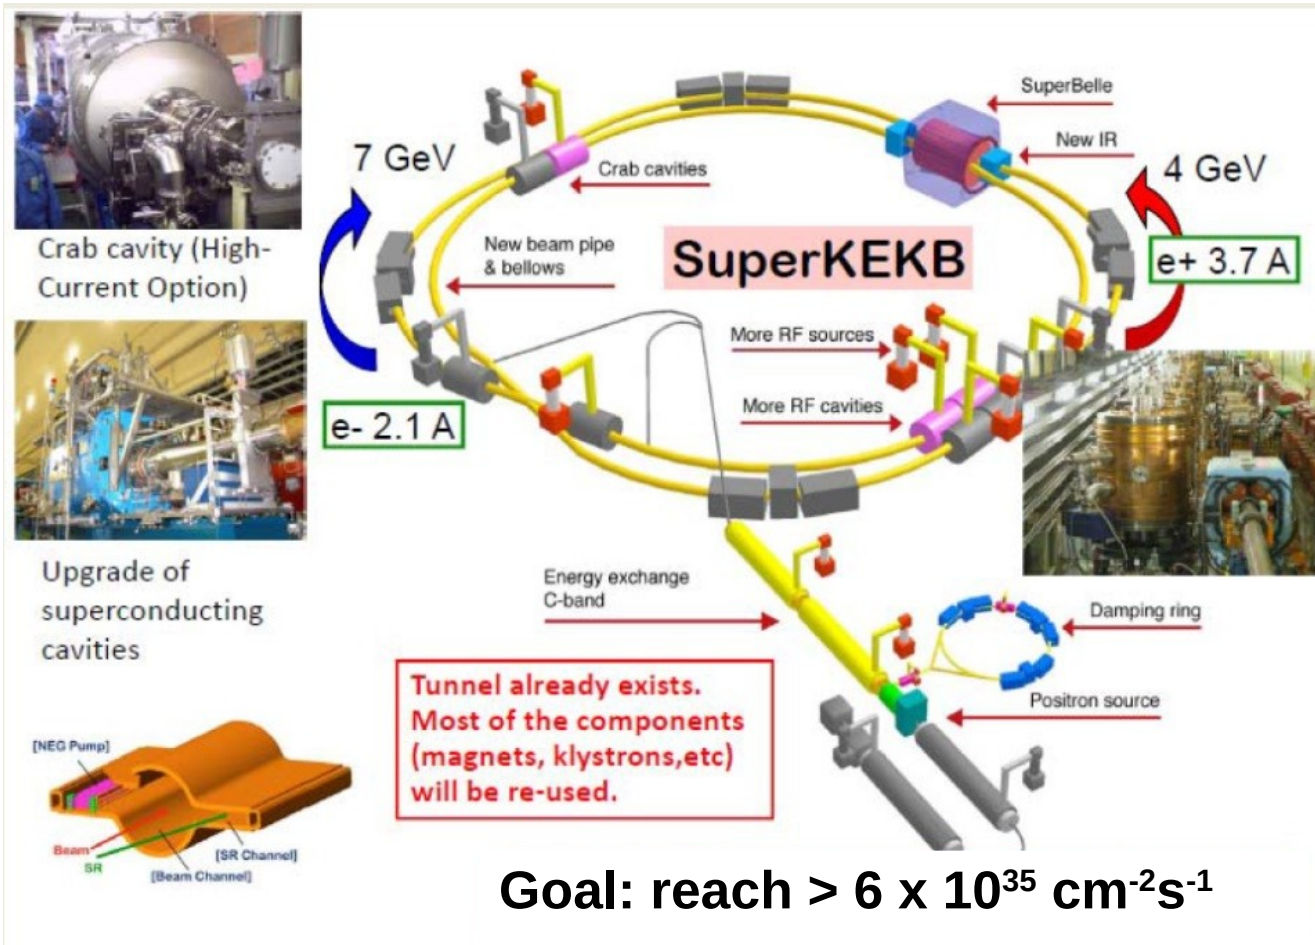 Crab cavity (High-
Current Option)
Upgrade of
superconducting
cavities
[NEG Pump]
Beam
SR
[SR Channel]
[Beam Channel]
7 GeV
e- 2.1 A
Crab cavities
New beam pipe
& bellows
SuperKEKB
SuperBelle
New IR
4 GeV
e+ 3.7 A
More RF sources
More RF cavities
Energy exchange
C-band
Damping ring
Positron source
Tunnel already exists.
Most of the components
(magnets, klystrons,etc)
will be re-used.
Goal: reach > 6 x 10³⁵ cm⁻²s⁻¹